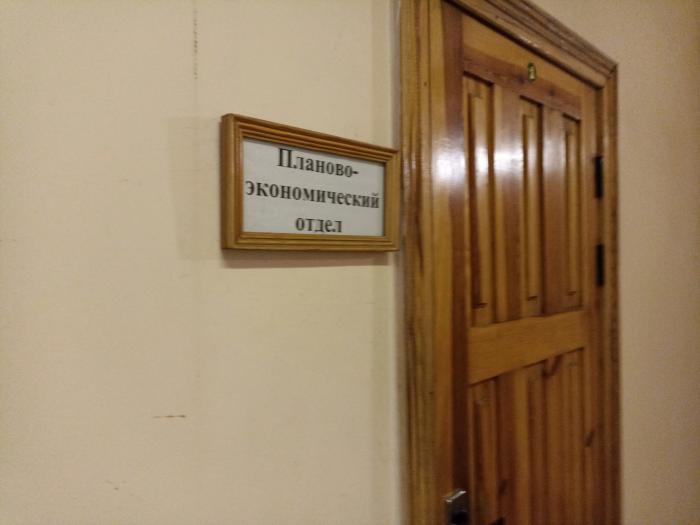 Планово-
экономический
отдел